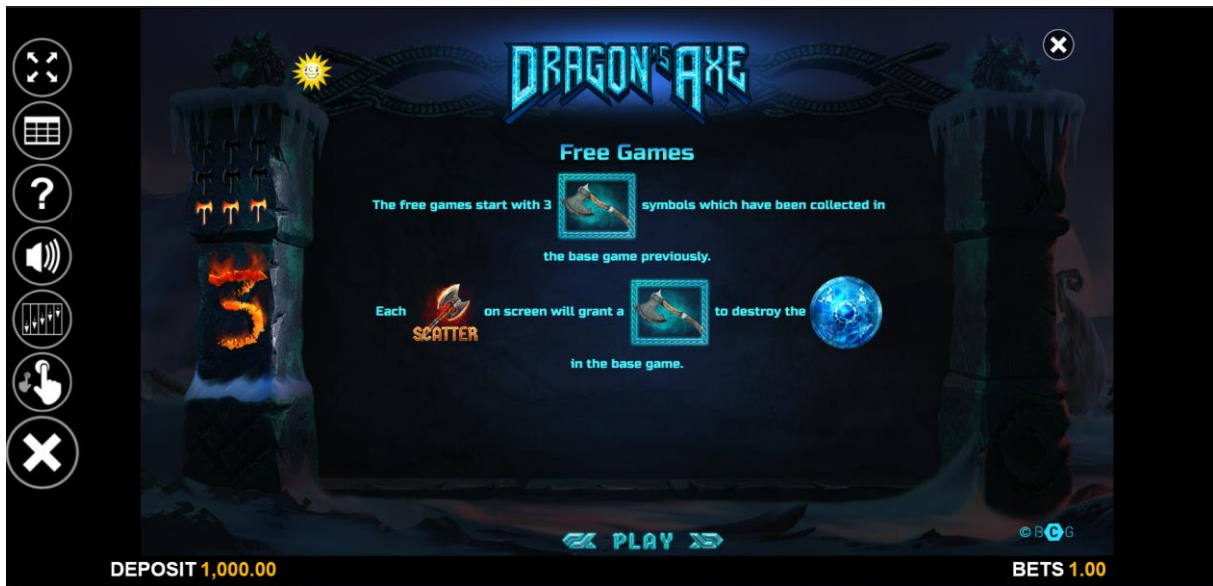 DRAGON'S AXE
Free Games
The free games start with 3 symbols which have been collected in
the base game previously.
Each SCATTER on screen will grant a to destroy the
in the base game.
3
PLAY
© BCG
DEPOSIT 1,000.00
BETS 1.00